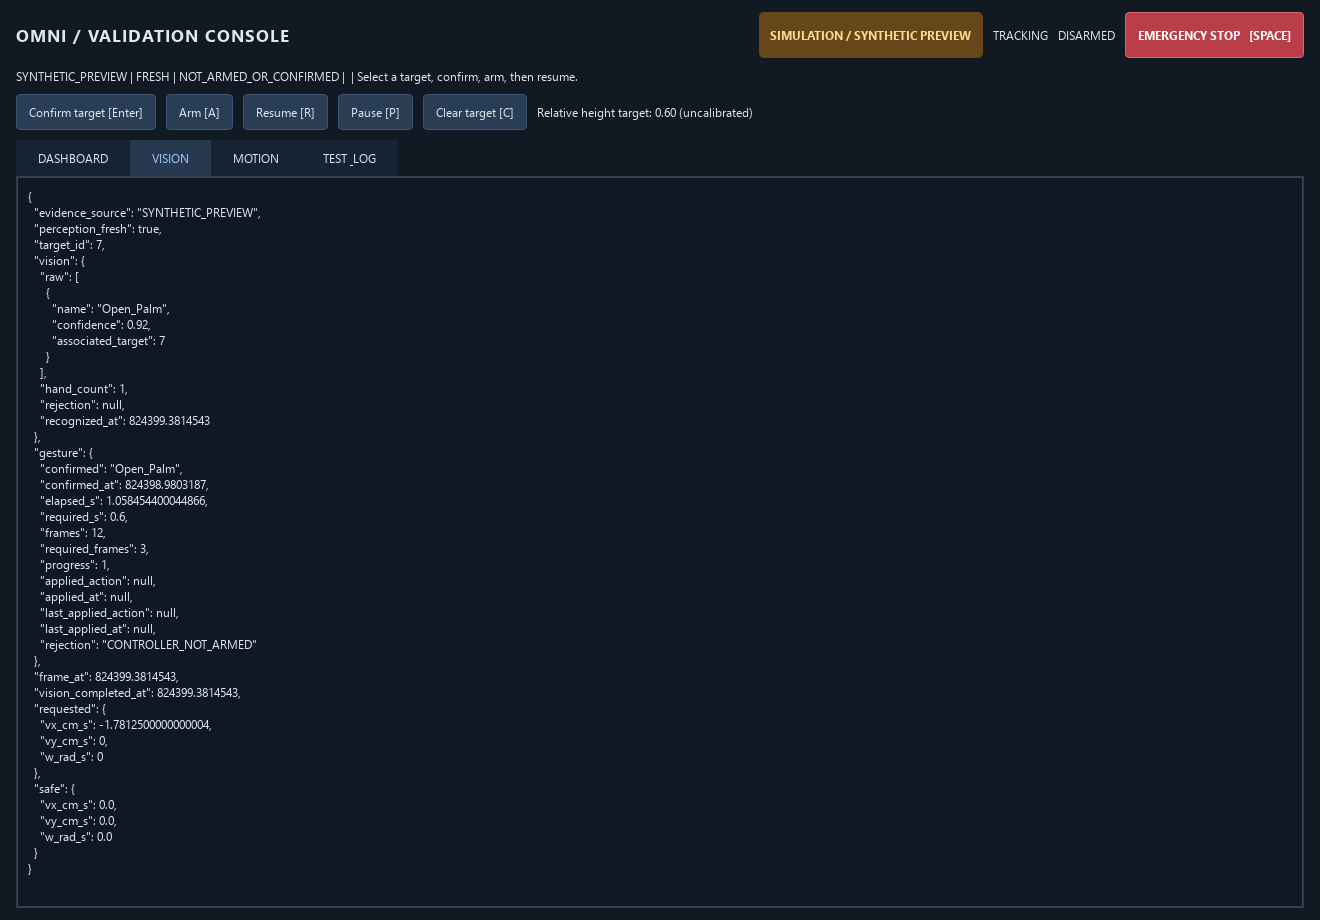 OMNI / VALIDATION CONSOLE
SIMULATION / SYNTHETIC PREVIEW
TRACKING
DISARMED
EMERGENCY STOP [SPACE]
SYNTHETIC_PREVIEW | FRESH | NOT_ARMED_OR_CONFIRMED | | Select a target, confirm, arm, then resume.
Confirm target [Enter]
Arm [A]
Resume [R]
Pause [P]
Clear target [C]
Relative height target: 0.60 (uncalibrated)
DASHBOARD
VISION
MOTION
TEST_LOG
{
"evidence_source": "SYNTHETIC_PREVIEW",
"perception_fresh": true,
"target_id": 7,
"vision": {
"raw": [
{
"name": "Open_Palm",
"confidence": 0.92,
"associated_target": 7
}
],
"hand_count": 1,
"rejection": null,
"recognized_at": 824399.3814543
},
"gesture": {
"confirmed": "Open_Palm",
"confirmed_at": 824398.9803187,
"elapsed_s": 1.058454400044866,
"required_s": 0.6,
"frames": 12,
"required_frames": 3,
"progress": 1,
"applied_action": null,
"applied_at": null,
"last_applied_action": null,
"last_applied_at": null,
"rejection": "CONTROLLER_NOT_ARMED"
},
"frame_at": 824399.3814543,
"vision_completed_at": 824399.3814543,
"requested": {
"vx_cm_s": -1.7812500000000004,
"vy_cm_s": 0,
"w_rad_s": 0
},
"safe": {
"vx_cm_s": 0.0,
"vy_cm_s": 0.0,
"w_rad_s": 0.0
}
}